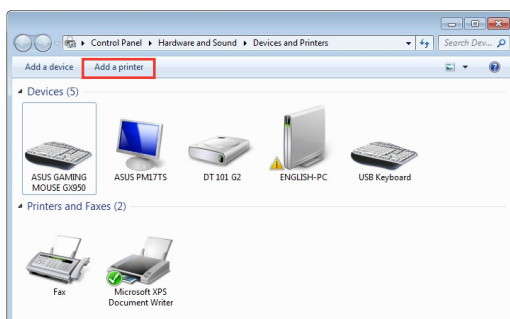 Control Panel ▸ Hardware and Sound ▸ Devices and Printers
Search Dev...
Add a device
Add a printer
Devices (5)
ASUS GAMING
MOUSE GX950
ASUS PM17TS
DT 101 G2
ENGLISH-PC
USB Keyboard
Printers and Faxes (2)
Fax
Microsoft XPS
Document Writer